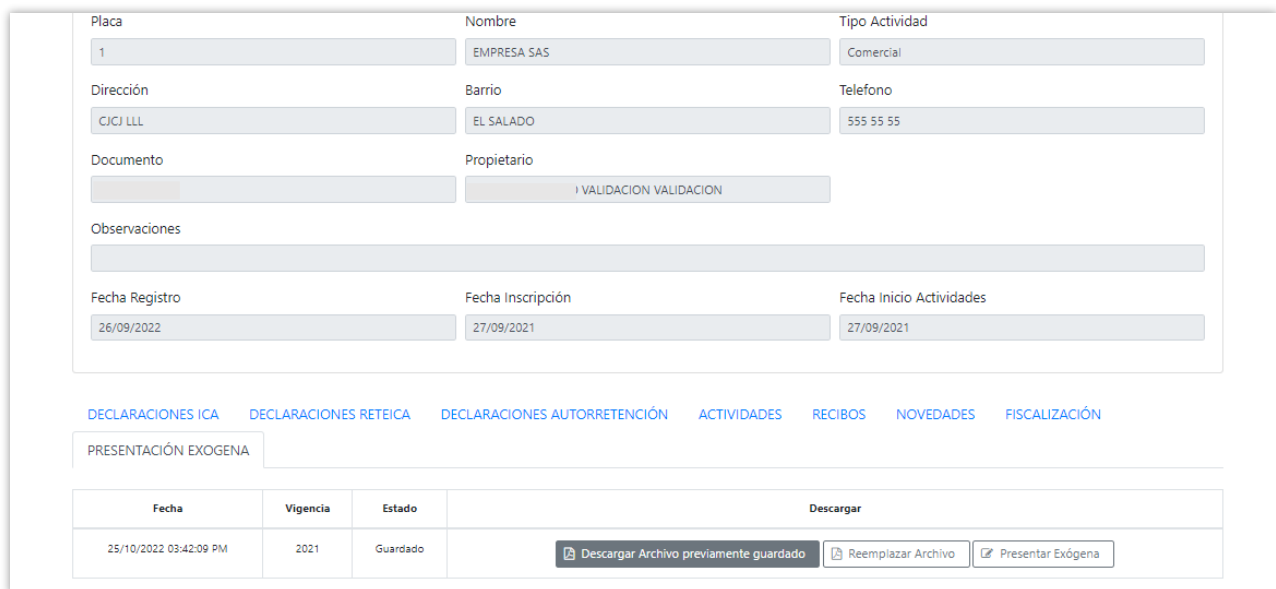 Placa Nombre Tipo Actividad
1 EMPRESA SAS Comercial
Dirección Barrio Telefono
CJCJ LLL EL SALADO 555 55 55
Documento Propietario
VALIDACION VALIDACION
Observaciones
Fecha Registro Fecha Inscripción Fecha Inicio Actividades
26/09/2022 27/09/2021 27/09/2021
DECLARACIONES ICA DECLARACIONES RETEICA DECLARACIONES AUTORRETENCIÓN ACTIVIDADES RECIBOS NOVEDADES FISCALIZACIÓN
PRESENTACIÓN EXOGENA
Fecha Vigencia Estado Descargar
25/10/2022 03:42:09 PM 2021 Guardado Descargar Archivo previamente guardado Reemplazar Archivo Presentar Exógena